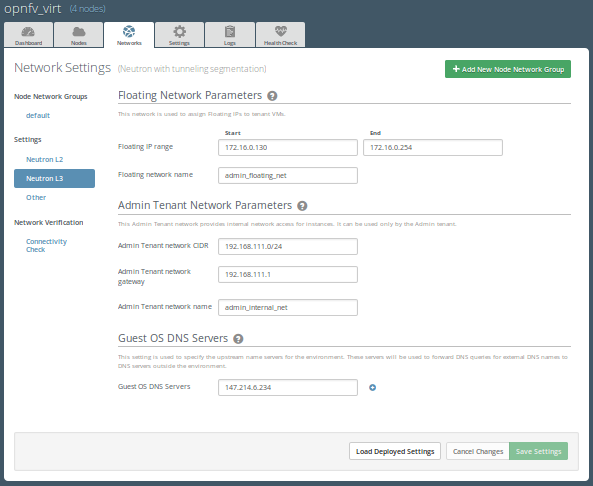 opnfv_virt (4 nodes)
Dashboard Nodes Networks Settings Logs Health Check
Network Settings (Neutron with tunneling segmentation)
Add New Node Network Group
Node Network Groups
default
Settings
Neutron L2
Neutron L3
Other
Network Verification
Connectivity
Check
Floating Network Parameters
This network is used to assign Floating IPs to tenant VMs.
Start End
Floating IP range 172.16.0.130 172.16.0.254
Floating network name admin_floating_net
Admin Tenant Network Parameters
This Admin Tenant network provides internal network access for instances. It can be used only by the Admin tenant.
Admin Tenant network CIDR 192.168.111.0/24
Admin Tenant network
gateway 192.168.111.1
Admin Tenant network name admin_internal_net
Guest OS DNS Servers
This setting is used to specify the upstream name servers for the environment. These servers will be used to forward DNS queries for external DNS names to
DNS servers outside the environment.
Guest OS DNS Servers 147.214.6.234
Load Deployed Settings Cancel Changes Save Settings